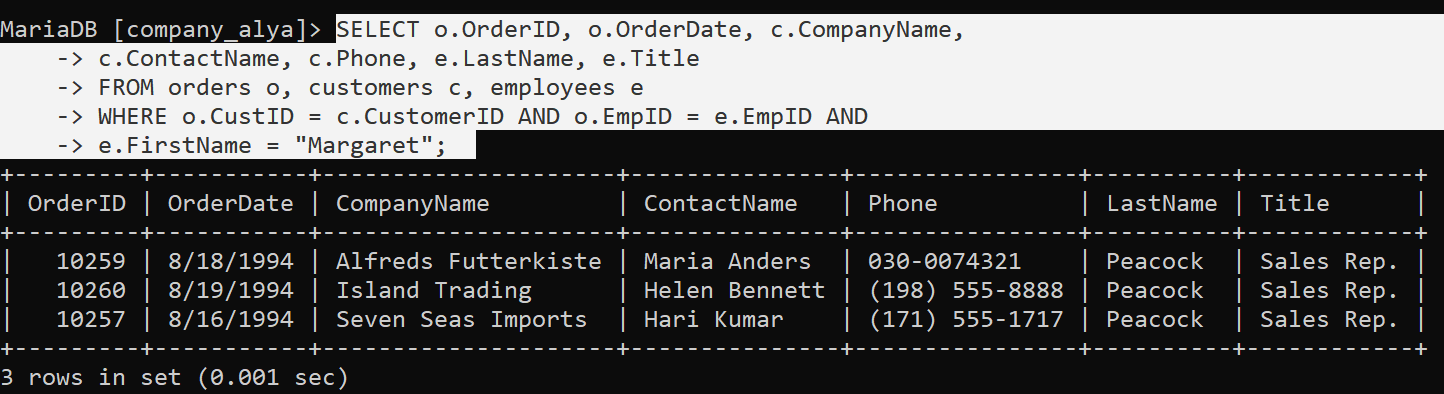 MariaDB [company_alya]> SELECT o.OrderID, o.OrderDate, c.CompanyName,
    -> c.ContactName, c.Phone, e.LastName, e.Title
    -> FROM orders o, customers c, employees e
    -> WHERE o.CustID = c.CustomerID AND o.EmpID = e.EmpID AND
    -> e.FirstName = "Margaret";
+---------+-----------+---------------------+---------------+----------------+----------+------------+
| OrderID | OrderDate | CompanyName         | ContactName   | Phone          | LastName | Title      |
+---------+-----------+---------------------+---------------+----------------+----------+------------+
|   10259 | 8/18/1994 | Alfreds Futterkiste | Maria Anders  | 030-0074321    | Peacock  | Sales Rep. |
|   10260 | 8/19/1994 | Island Trading      | Helen Bennett | (198) 555-8888 | Peacock  | Sales Rep. |
|   10257 | 8/16/1994 | Seven Seas Imports  | Hari Kumar    | (171) 555-1717 | Peacock  | Sales Rep. |
+---------+-----------+---------------------+---------------+----------------+----------+------------+
3 rows in set (0.001 sec)